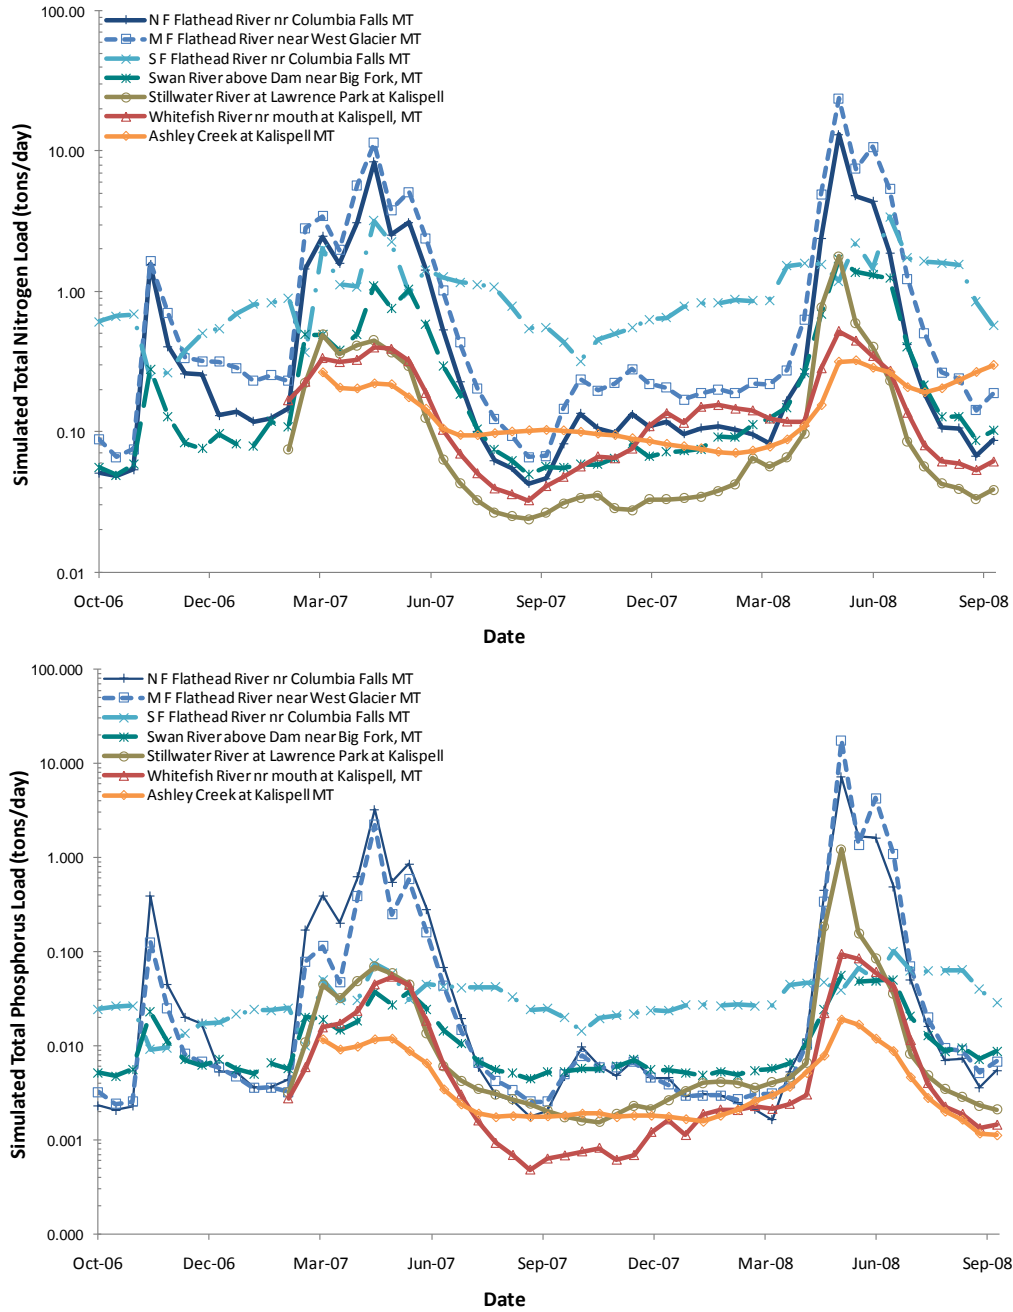 100.00
10.00
1.00
0.10
0.01
Simulated Total Nitrogen Load (tons/day)
N F Flathead River nr Columbia Falls MT
M F Flathead River near West Glacier MT
S F Flathead River nr Columbia Falls MT
Swan River above Dam near Big Fork, MT
Stillwater River at Lawrence Park at Kalispell
Whitefish River nr mouth at Kalispell, MT
Ashley Creek at Kalispell MT
Oct-06 Dec-06 Mar-07 Jun-07 Sep-07 Dec-07 Mar-08 Jun-08 Sep-08
Date
100.000
10.000
1.000
0.100
0.010
0.001
0.000
Simulated Total Phosphorus Load (tons/day)
N F Flathead River nr Columbia Falls MT
M F Flathead River near West Glacier MT
S F Flathead River nr Columbia Falls MT
Swan River above Dam near Big Fork, MT
Stillwater River at Lawrence Park at Kalispell
Whitefish River nr mouth at Kalispell, MT
Ashley Creek at Kalispell MT
Oct-06 Dec-06 Mar-07 Jun-07 Sep-07 Dec-07 Mar-08 Jun-08 Sep-08
Date